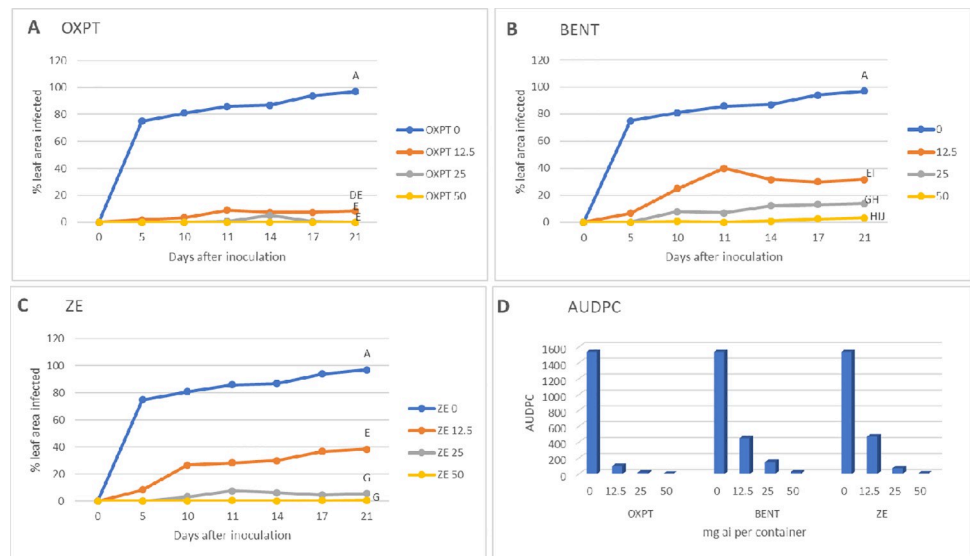 A OXPT
120
100
80
60
40
20
0
% leaf area infected
A
DE
E
E
0 5 10 11 14 17 21
Days after inoculation
OXPT 0
OXPT 12.5
OXPT 25
OXPT 50
B BENT
120
100
80
60
40
20
0
% leaf area infected
A
EF
GH
HIJ
0 5 10 11 14 17 21
Days after inoculation
0
12.5
25
50
C ZE
120
100
80
60
40
20
0
% leaf area infected
A
E
G
G
0 5 10 11 14 17 21
Days after inoculation
ZE 0
ZE 12.5
ZE 25
ZE 50
D AUDPC
1600
1400
1200
1000
800
600
400
200
0
AUDPC
0 12.5 25 50 0 12.5 25 50 0 12.5 25 50
OXPT BENT ZE
mg ai per container